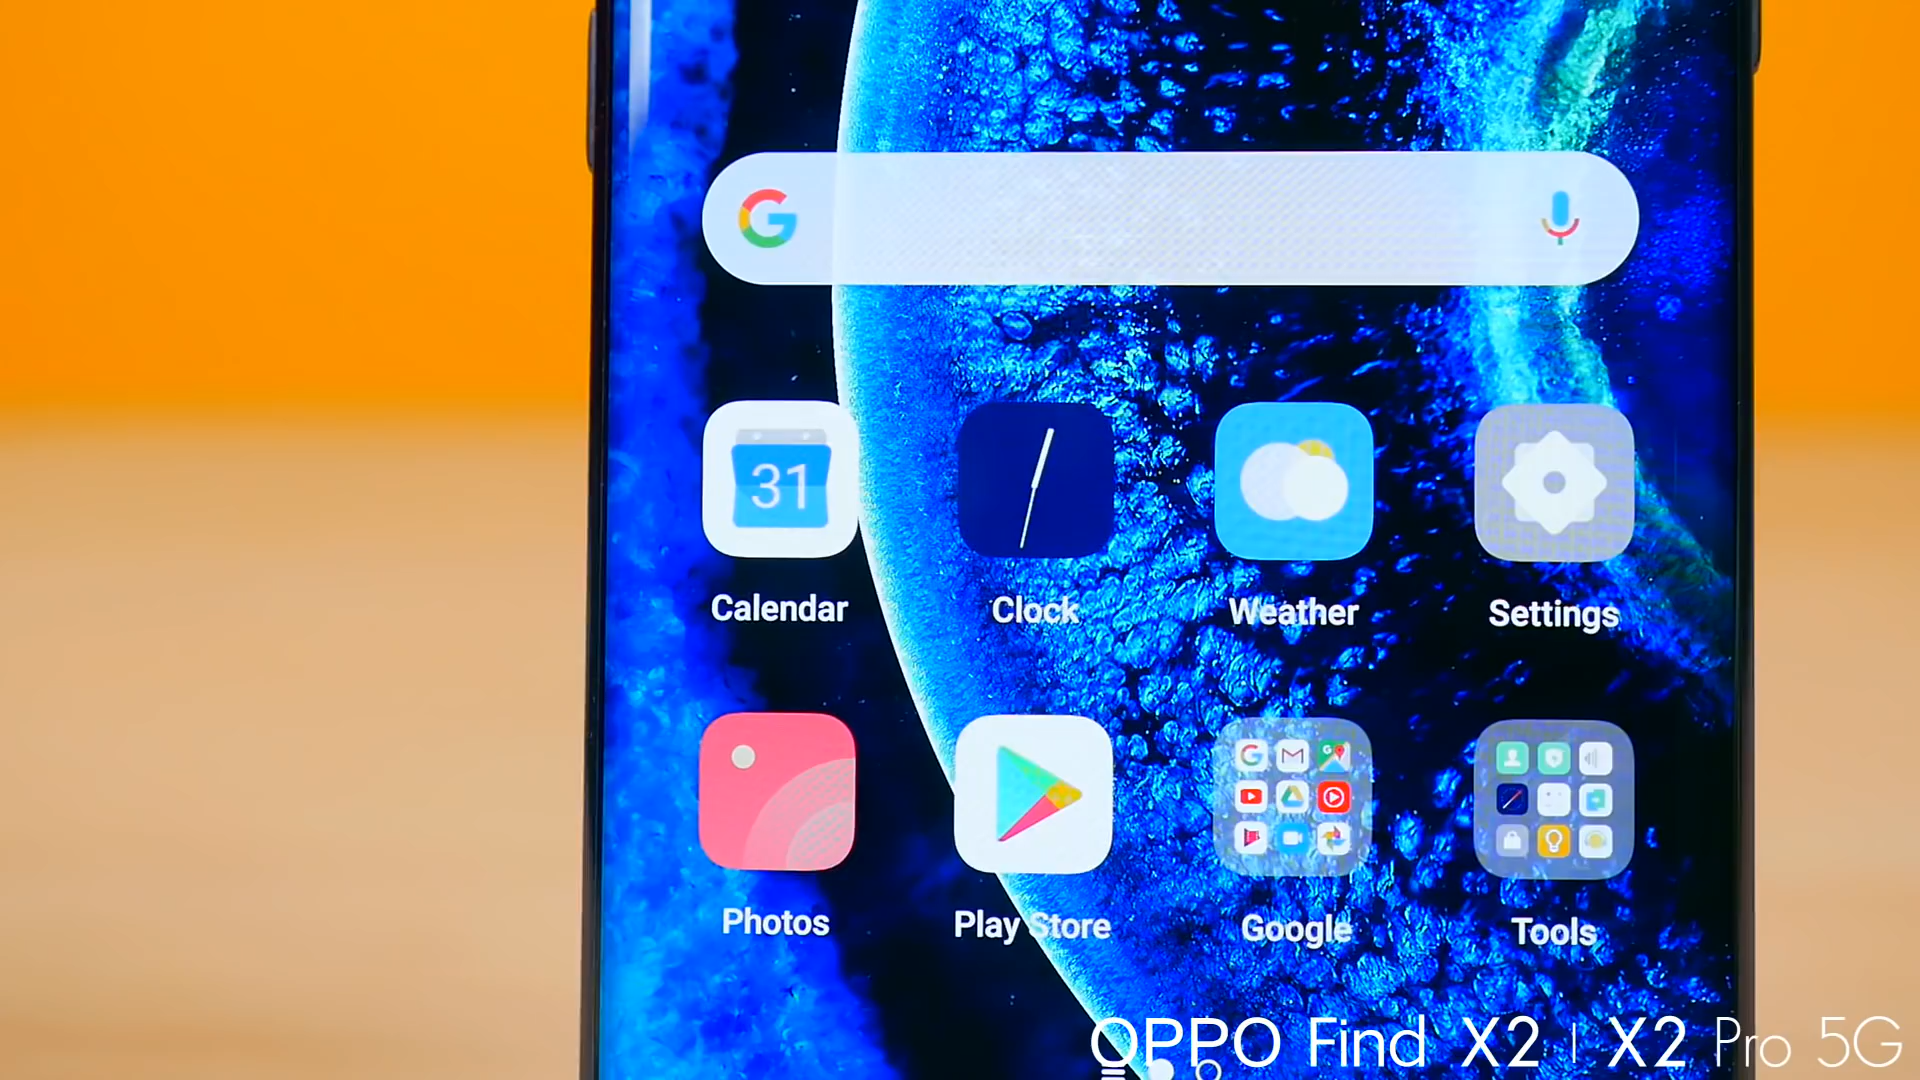 G
31
Calendar
Clock
Weather
Settings
Photos
Play Store
Google
Tools
OPPO Find X2 | X2 Pro 5G